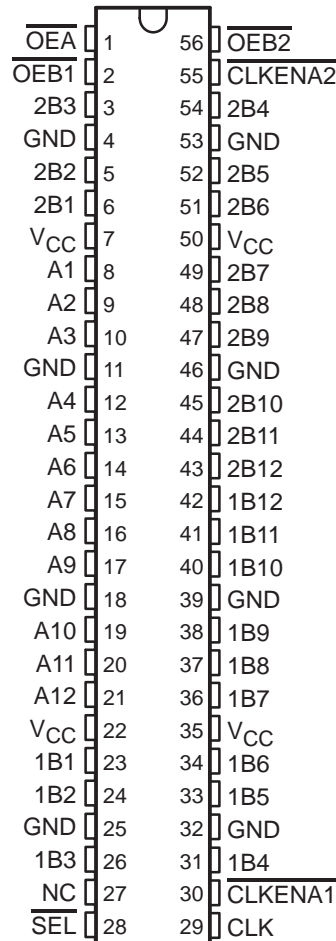 OEA 1 56 OEB2
OEB1 2 55 CLKENA2
2B3 3 54 2B4
GND 4 53 GND
2B2 5 52 2B5
2B1 6 51 2B6
VCC 7 50 VCC
A1 8 49 2B7
A2 9 48 2B8
A3 10 47 2B9
GND 11 46 GND
A4 12 45 2B10
A5 13 44 2B11
A6 14 43 2B12
A7 15 42 1B12
A8 16 41 1B11
A9 17 40 1B10
GND 18 39 GND
A10 19 38 1B9
A11 20 37 1B8
A12 21 36 1B7
VCC 22 35 VCC
1B1 23 34 1B6
1B2 24 33 1B5
GND 25 32 GND
1B3 26 31 1B4
NC 27 30 CLKENA1
SEL 28 29 CLK